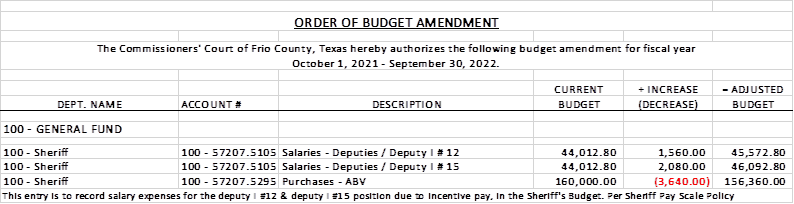 ORDER OF BUDGET AMENDMENT
The Commissioners' Court of Frio County, Texas hereby authorizes the following budget amendment for fiscal year
October 1, 2021 - September 30, 2022.
CURRENT + INCREASE = ADJUSTED
DEPT. NAME ACCOUNT # DESCRIPTION BUDGET (DECREASE) BUDGET
100 - GENERAL FUND
100 - Sheriff 100 - 57207.5105 Salaries - Deputies / Deputy I # 12 44,012.80 1,560.00 45,572.80
100 - Sheriff 100 - 57207.5105 Salaries - Deputies / Deputy I # 15 44,012.80 2,080.00 46,092.80
100 - Sheriff 100 - 57207.5295 Purchases - ABV 160,000.00 (3,640.00) 156,360.00
This entry is to record salary expenses for the deputy I #12 & deputy I #15 position due to incentive pay, in the Sheriff's Budget. Per Sheriff Pay Scale Policy